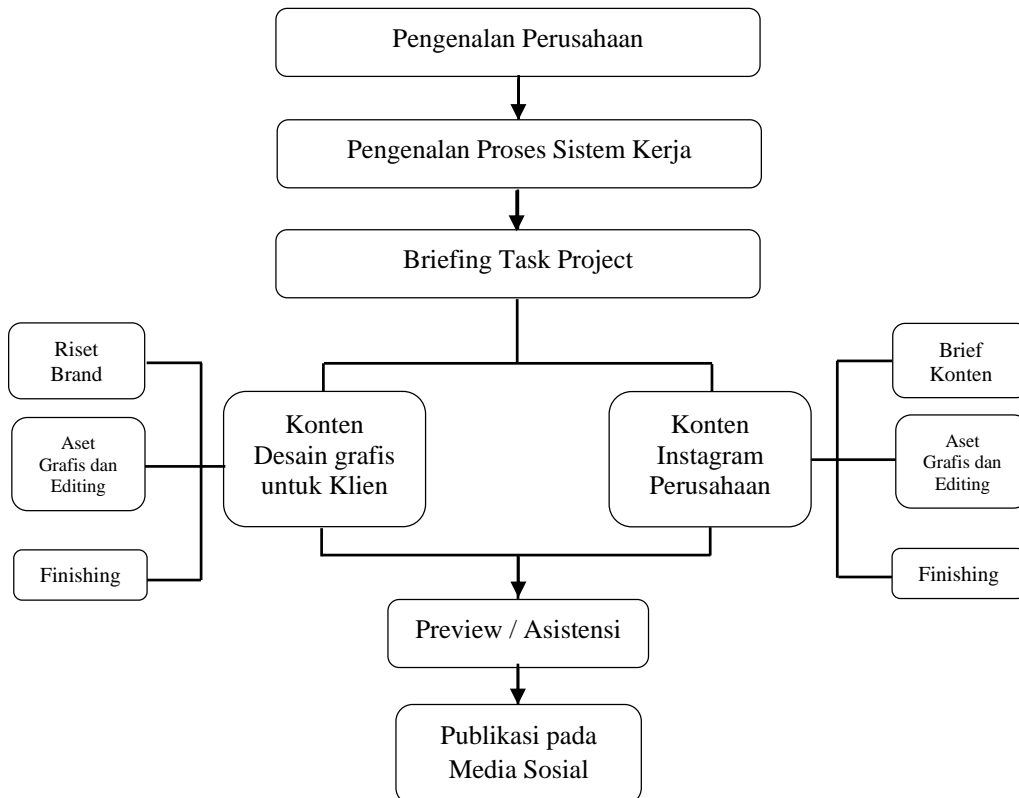 Pengenalan Perusahaan
Pengenalan Proses Sistem Kerja
Briefing Task Project
Riset
Brand
Aset
Grafis dan
Editing
Finishing
Konten
Desain grafis
untuk Klien
Konten
Instagram
Perusahaan
Brief
Konten
Aset
Grafis dan
Editing
Finishing
Preview / Asistensi
Publikasi pada
Media Sosial